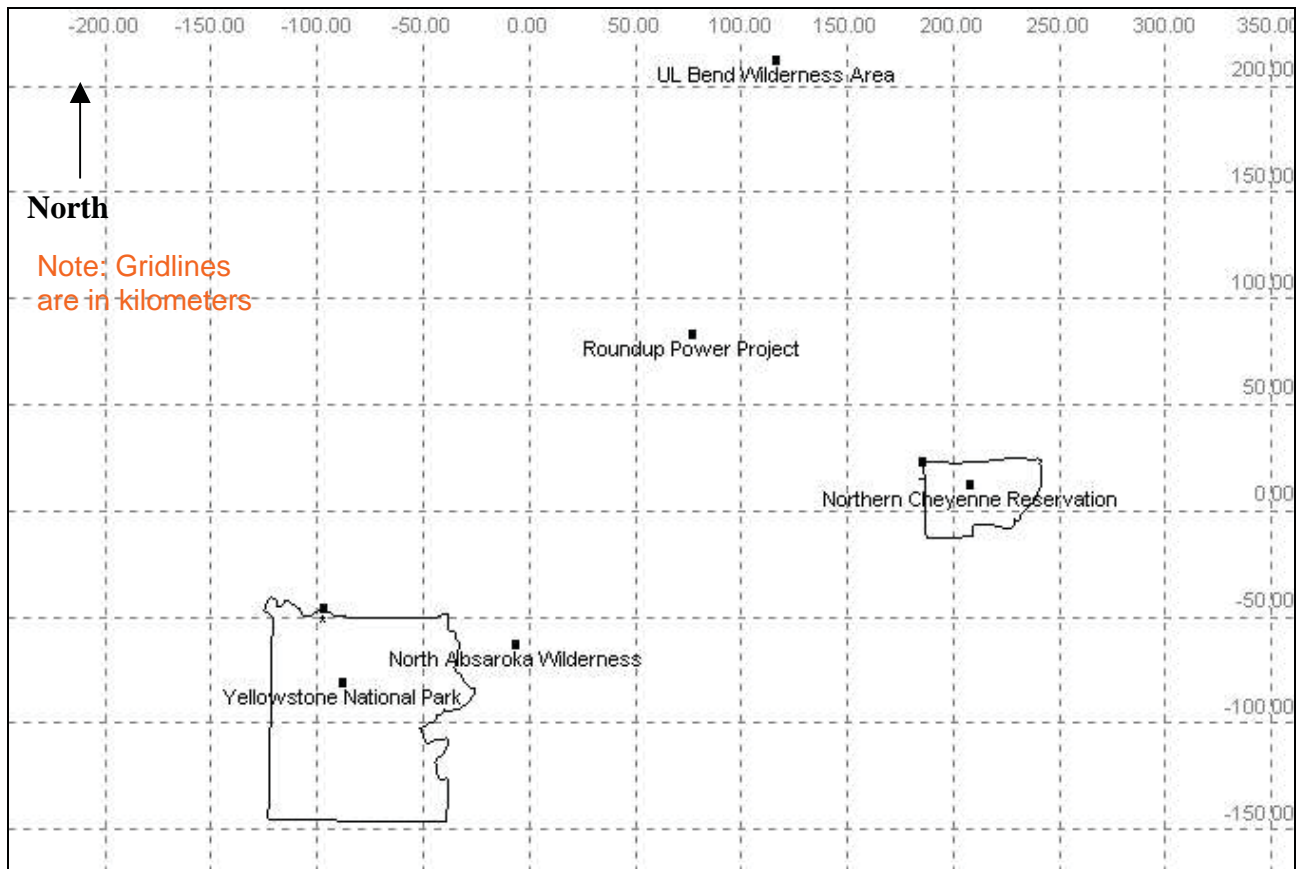 -200.00 -150.00 -100.00 -50.00 0.00 50.00 100.00 150.00 200.00 250.00 300.00 350.00
UL Bend Wilderness Area
200.00
150.00
North
Note: Gridlines
are in kilometers
100.00
Roundup Power Project
50.00
Northern Cheyenne Reservation
0.00
-50.00
North Absaroka Wilderness
Yellowstone National Park
-100.00
-150.00